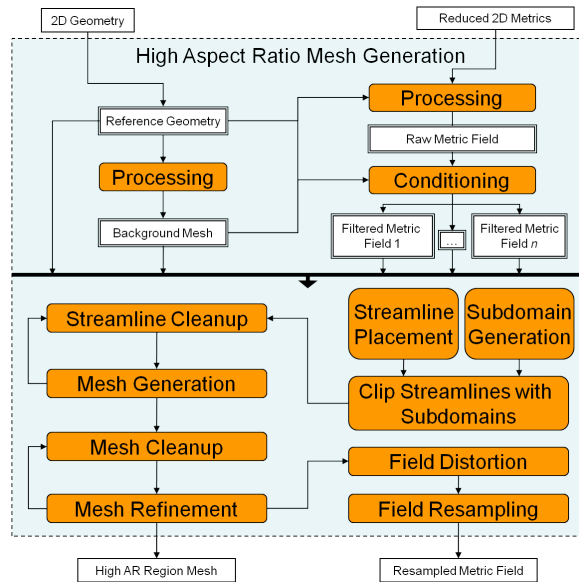 2D Geometry
Reduced 2D Metrics
High Aspect Ratio Mesh Generation
Processing
Reference Geometry
Raw Metric Field
Processing
Conditioning
Background Mesh
Filtered Metric
Field 1
...
Filtered Metric
Field n
Streamline Cleanup
Streamline
Placement
Subdomain
Generation
Mesh Generation
Clip Streamlines with
Subdomains
Mesh Cleanup
Field Distortion
Mesh Refinement
Field Resampling
High AR Region Mesh
Resampled Metric Field